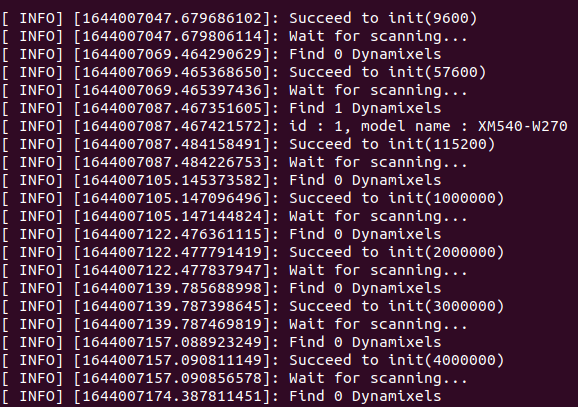 [ INFO] [1644007047.679686102]: Succeed to init(9600)
[ INFO] [1644007047.679806114]: Wait for scanning...
[ INFO] [1644007069.464290629]: Find 0 Dynamixels
[ INFO] [1644007069.465368650]: Succeed to init(57600)
[ INFO] [1644007069.465397436]: Wait for scanning...
[ INFO] [1644007087.467351605]: Find 1 Dynamixels
[ INFO] [1644007087.467421572]: id : 1, model name : XM540-W270
[ INFO] [1644007087.484158491]: Succeed to init(115200)
[ INFO] [1644007087.484226753]: Wait for scanning...
[ INFO] [1644007105.145373582]: Find 0 Dynamixels
[ INFO] [1644007105.147096496]: Succeed to init(1000000)
[ INFO] [1644007105.147144824]: Wait for scanning...
[ INFO] [1644007122.476361115]: Find 0 Dynamixels
[ INFO] [1644007122.477791419]: Succeed to init(2000000)
[ INFO] [1644007122.477837947]: Wait for scanning...
[ INFO] [1644007139.785688998]: Find 0 Dynamixels
[ INFO] [1644007139.787398645]: Succeed to init(3000000)
[ INFO] [1644007139.787469819]: Wait for scanning...
[ INFO] [1644007157.088923249]: Find 0 Dynamixels
[ INFO] [1644007157.090811149]: Succeed to init(4000000)
[ INFO] [1644007157.090856578]: Wait for scanning...
[ INFO] [1644007174.387811451]: Find 0 Dynamixels